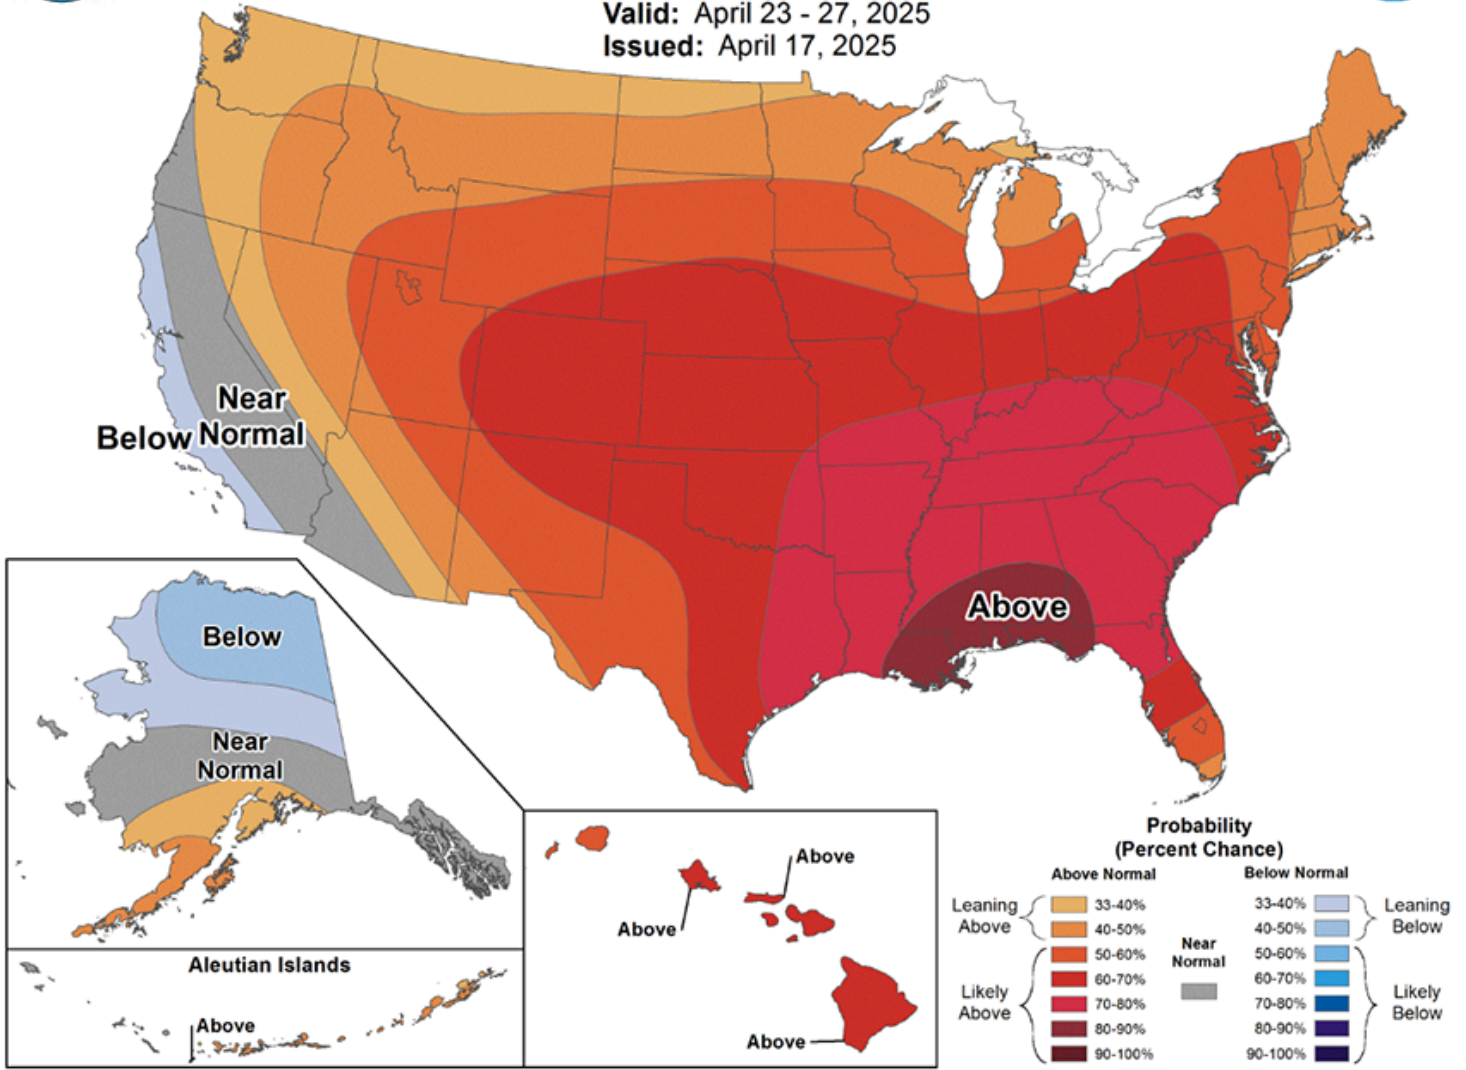 Valid: April 23 - 27, 2025
Issued: April 17, 2025
Near
Below Normal
Above
Below
Near
Normal
Aleutian Islands
Above
Above
Above
Above
Probability
(Percent Chance)
Above Normal
Below Normal
Leaning
Above
33-40%
40-50%
50-60%
60-70%
70-80%
80-90%
90-100%
Likely
Above
Near
Normal
33-40%
40-50%
50-60%
60-70%
70-80%
80-90%
90-100%
Leaning
Below
Likely
Below